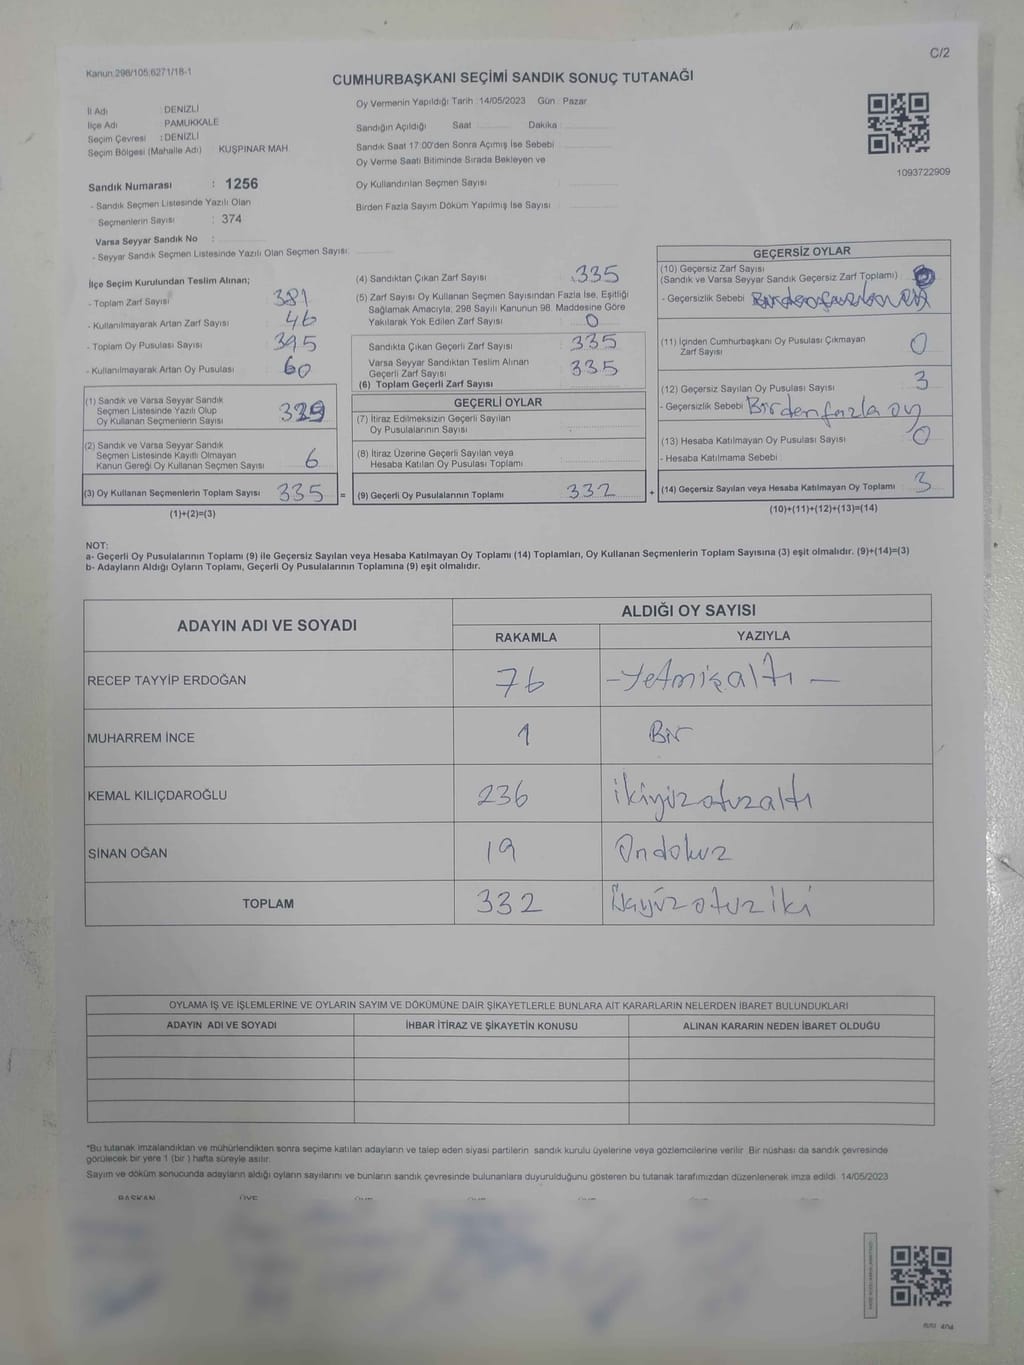 C/2
Kanun:298/105;6271/18-1
CUMHURBAŞKANI SEÇİMİ SANDIK SONUÇ TUTANAĞI
İl Adı : DENİZLİ
İlçe Adı : PAMUKKALE
Seçim Çevresi : DENİZLİ
Seçim Bölgesi (Mahalle Adı) KUŞPINAR MAH.
Sandık Numarası : 1256
- Sandık Seçmen Listesinde Yazılı Olan
Seçmenlerin Sayısı : 374
Varsa Seyyar Sandık No :
- Seyyar Sandık Seçmen Listesinde Yazılı Olan Seçmen Sayısı:
Oy Vermenin Yapıldığı Tarih : 14/05/2023 Gün : Pazar
Sandığın Açıldığı Saat Dakika :
Sandık Saat 17:00'den Sonra Açımış İse Sebebi
Oy Verme Saati Bitiminde Sırada Bekleyen ve
Oy Kullandırılan Seçmen Sayısı :
Birden Fazla Sayım Döküm Yapılmış İse Sayısı :
1093722909
İlçe Seçim Kurulundan Teslim Alınan;
- Toplam Zarf Sayısı 381
- Kullanılmayarak Artan Zarf Sayısı : 46
- Toplam Oy Pusulası Sayısı : 395
- Kullanılmayarak Artan Oy Pusulası : 60
(1) Sandık ve Varsa Seyyar Sandık
Seçmen Listesinde Yazılı Olup
Oy Kullanan Seçmenlerin Sayısı 329
(2) Sandık ve Varsa Seyyar Sandık
Seçmen Listesinde Kayıtlı Olmayan
Kanun Gereği Oy Kullanan Seçmen Sayısı 6
(3) Oy Kullanan Seçmenlerin Toplam Sayısı 335 =
(1)+(2)=(3)
(4) Sandıktan Çıkan Zarf Sayısı : 335
(5) Zarf Sayısı Oy Kullanan Seçmen Sayısından Fazla İse, Eşitliği
Sağlamak Amacıyla, 298 Sayılı Kanunun 98. Maddesine Göre
Yakılarak Yok Edilen Zarf Sayısı : 0
Sandıkta Çıkan Geçerli Zarf Sayısı : 335
Varsa Seyyar Sandıktan Teslim Alınan
Geçerli Zarf Sayısı 335
(6) Toplam Geçerli Zarf Sayısı
GEÇERLİ OYLAR
(7) İtiraz Edilmeksizin Geçerli Sayılan
Oy Pusulalarının Sayısı :
(8) İtiraz Üzerine Geçerli Sayılan veya
Hesaba Katılan Oy Pusulası Toplamı
(9) Geçerli Oy Pusulalarının Toplamı 332 +
GEÇERSİZ OYLAR
(10) Geçersiz Zarf Sayısı
(Sandık ve Varsa Seyyar Sandık Geçersiz Zarf Toplamı)
- Geçersizlik Sebebi
(11) İçinden Cumhurbaşkanı Oy Pusulası Çıkmayan
Zarf Sayısı 0
(12) Geçersiz Sayılan Oy Pusulası Sayısı 3
- Geçersizlik Sebebi Birden fazla oy
(13) Hesaba Katılmayan Oy Pusulası Sayısı 0
- Hesaba Katılmama Sebebi :
(14) Geçersiz Sayılan veya Hesaba Katılmayan Oy Toplamı 3
(10)+(11)+(12)+(13)=(14)
NOT:
a- Geçerli Oy Pusulalarının Toplamı (9) ile Geçersiz Sayılan veya Hesaba Katılmayan Oy Toplamı (14) Toplamları, Oy Kullanan Seçmenlerin Toplam Sayısına (3) eşit olmalıdır. (9)+(14)=(3)
b- Adayların Aldığı Oyların Toplamı, Geçerli Oy Pusulalarının Toplamına (9) eşit olmalıdır.
ADAYIN ADI VE SOYADI ALDIĞI OY SAYISI
RAKAMLA YAZIYLA
RECEP TAYYİP ERDOĞAN 76 -Yetmişaltı-
MUHARREM İNCE 1 Bir
KEMAL KILIÇDAROĞLU 236 ikiyüzotuzaltı
SİNAN OĞAN 19 Ondokuz
TOPLAM 332 üçyüzotuziki
OYLAMA İŞ VE İŞLEMLERİNE VE OYLARIN SAYIM VE DÖKÜMÜNE DAİR ŞİKAYETLERLE BUNLARA AİT KARARLARIN NELERDEN İBARET BULUNDUKLARI
ADAYIN ADI VE SOYADI İHBAR İTİRAZ VE ŞİKAYETİN KONUSU ALINAN KARARIN NEDEN İBARET OLDUĞU
*Bu tutanak imzalandıktan ve mühürlendikten sonra seçime katılan adayların ve talep eden siyasi partilerin sandık kurulu üyelerine veya gözlemcilerine verilir. Bir nüshası da sandık çevresinde
görülecek bir yere 1 (bir ) hafta süreyle asılır.
Sayım ve döküm sonucunda adayların aldığı oyların sayılarını ve bunların sandık çevresinde bulunanlara duyurulduğunu gösteren bu tutanak tarafımızdan düzenlenerek imza edildi. 14/05/2023
BAŞKAN ÜYE ÜYE ÜYE ÜYE ÜYE